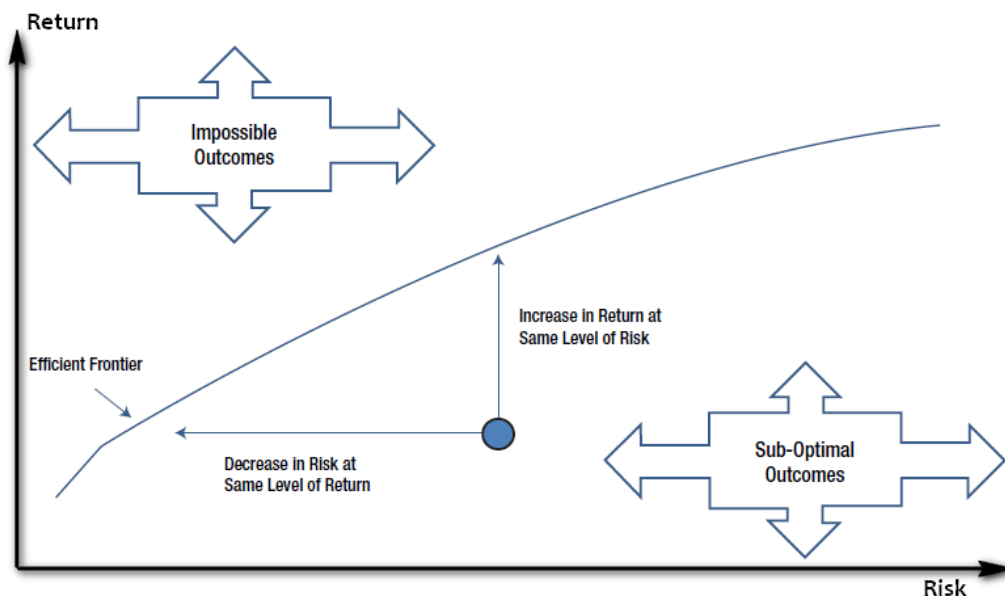 Return
Impossible
Outcomes
Increase in Return at
Same Level of Risk
Efficient Frontier
Decrease in Risk at
Same Level of Return
Sub-Optimal
Outcomes
Risk